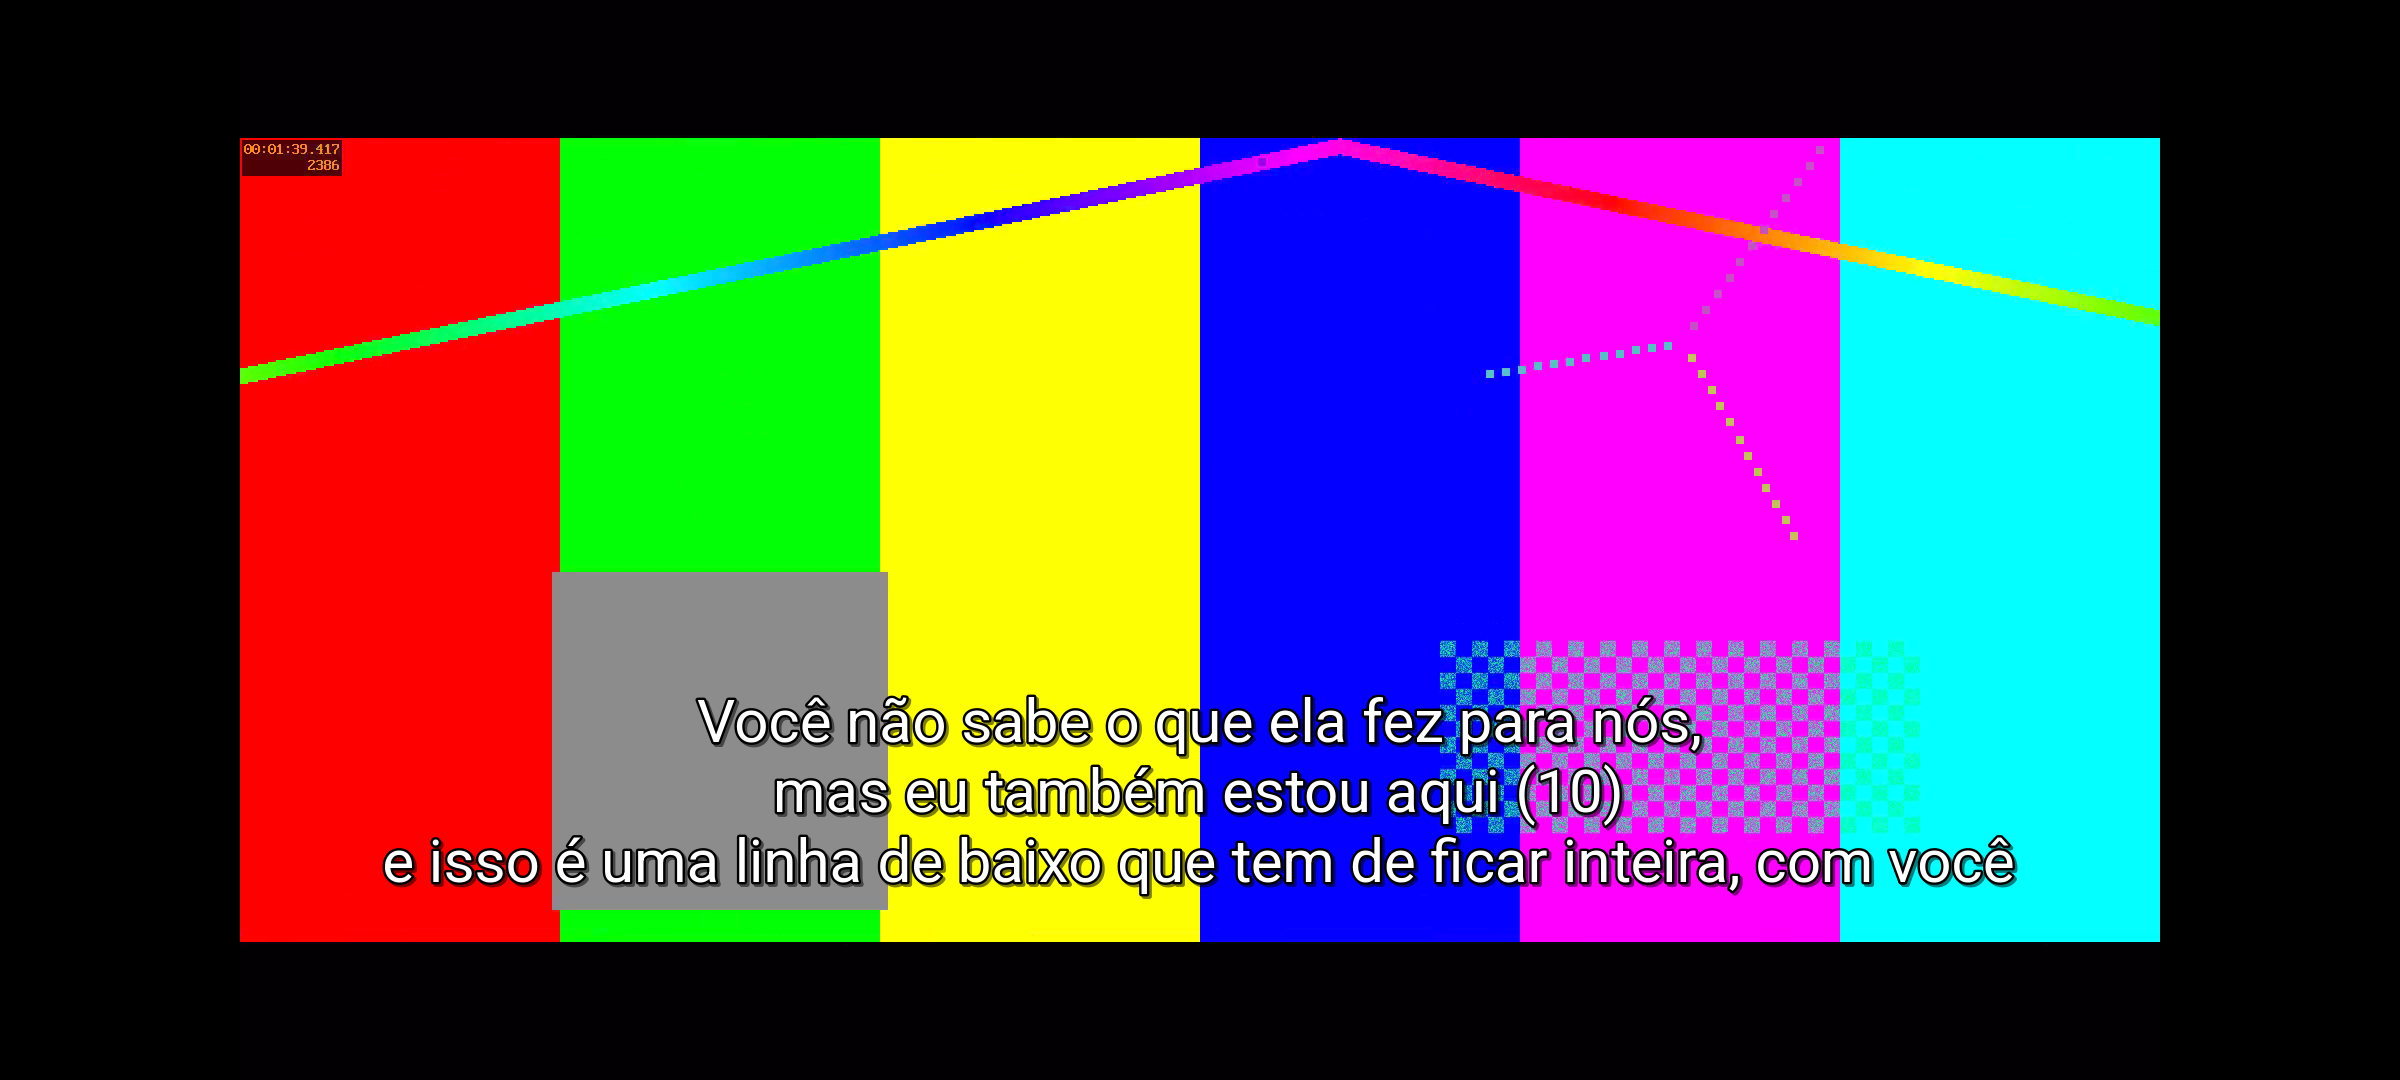 00:01:39.417
2386
Você não sabe o que ela fez para nós,
mas eu também estou aqui (10)
e isso é uma linha de baixo que tem de ficar inteira, com você